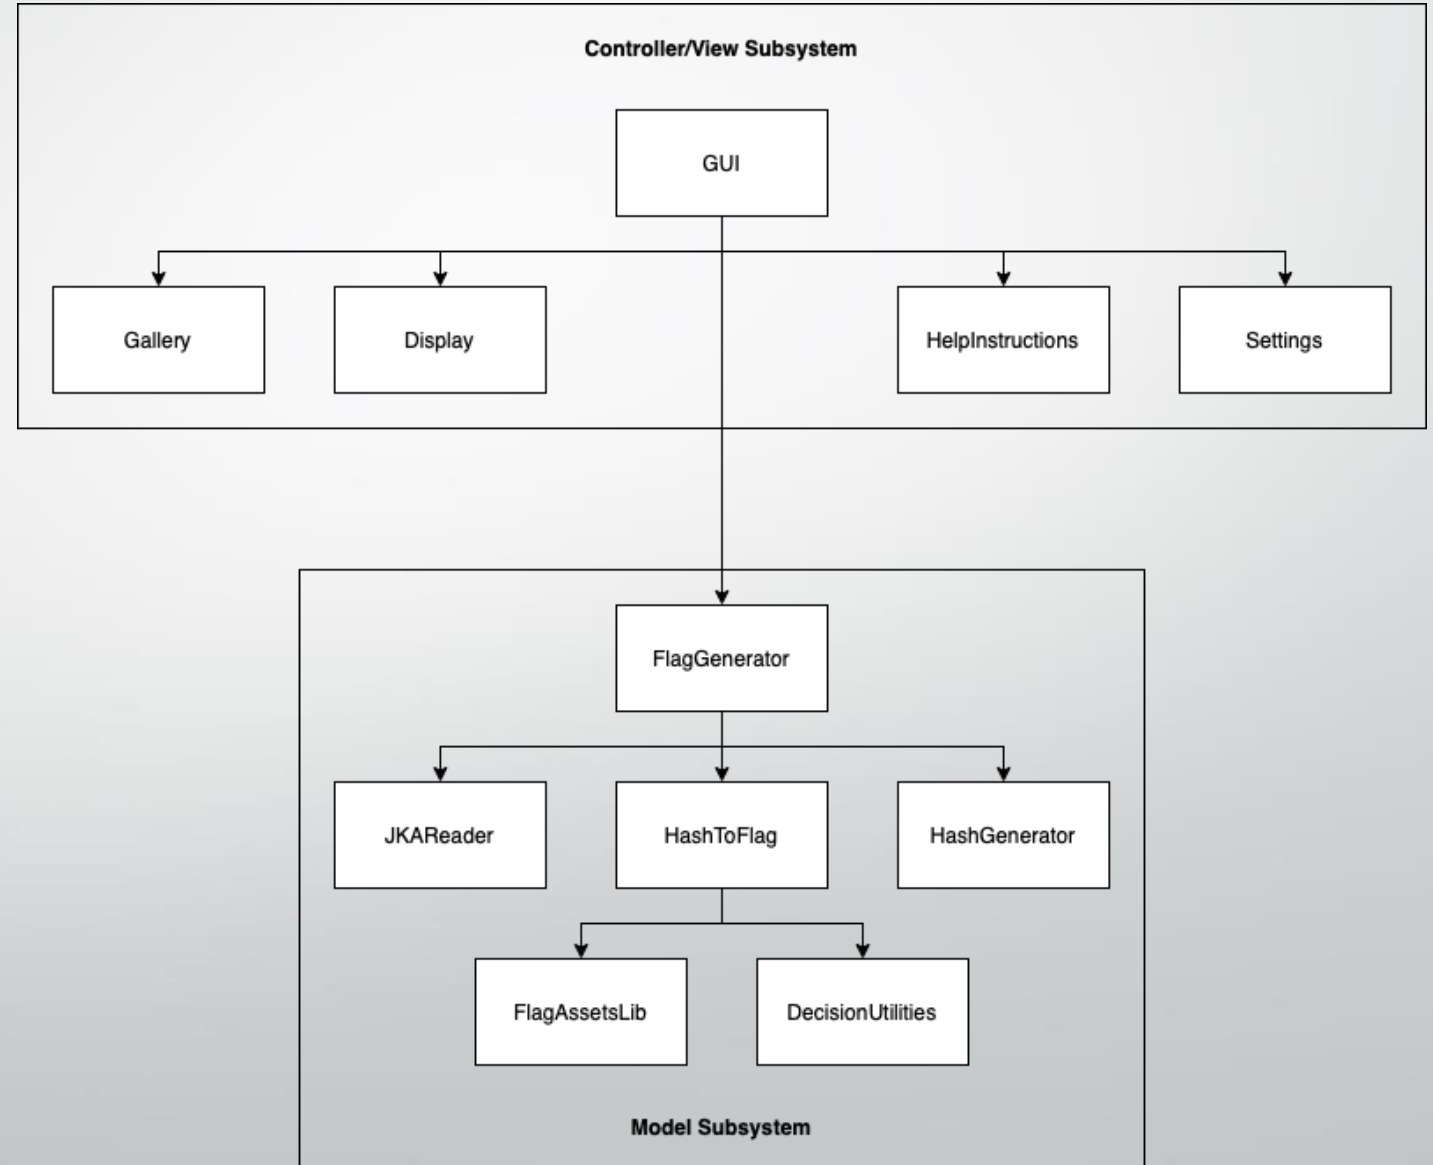 Controller/View Subsystem
GUI
Gallery
Display
HelpInstructions
Settings
FlagGenerator
JKAReader
HashToFlag
HashGenerator
FlagAssetsLib
DecisionUtilities
Model Subsystem